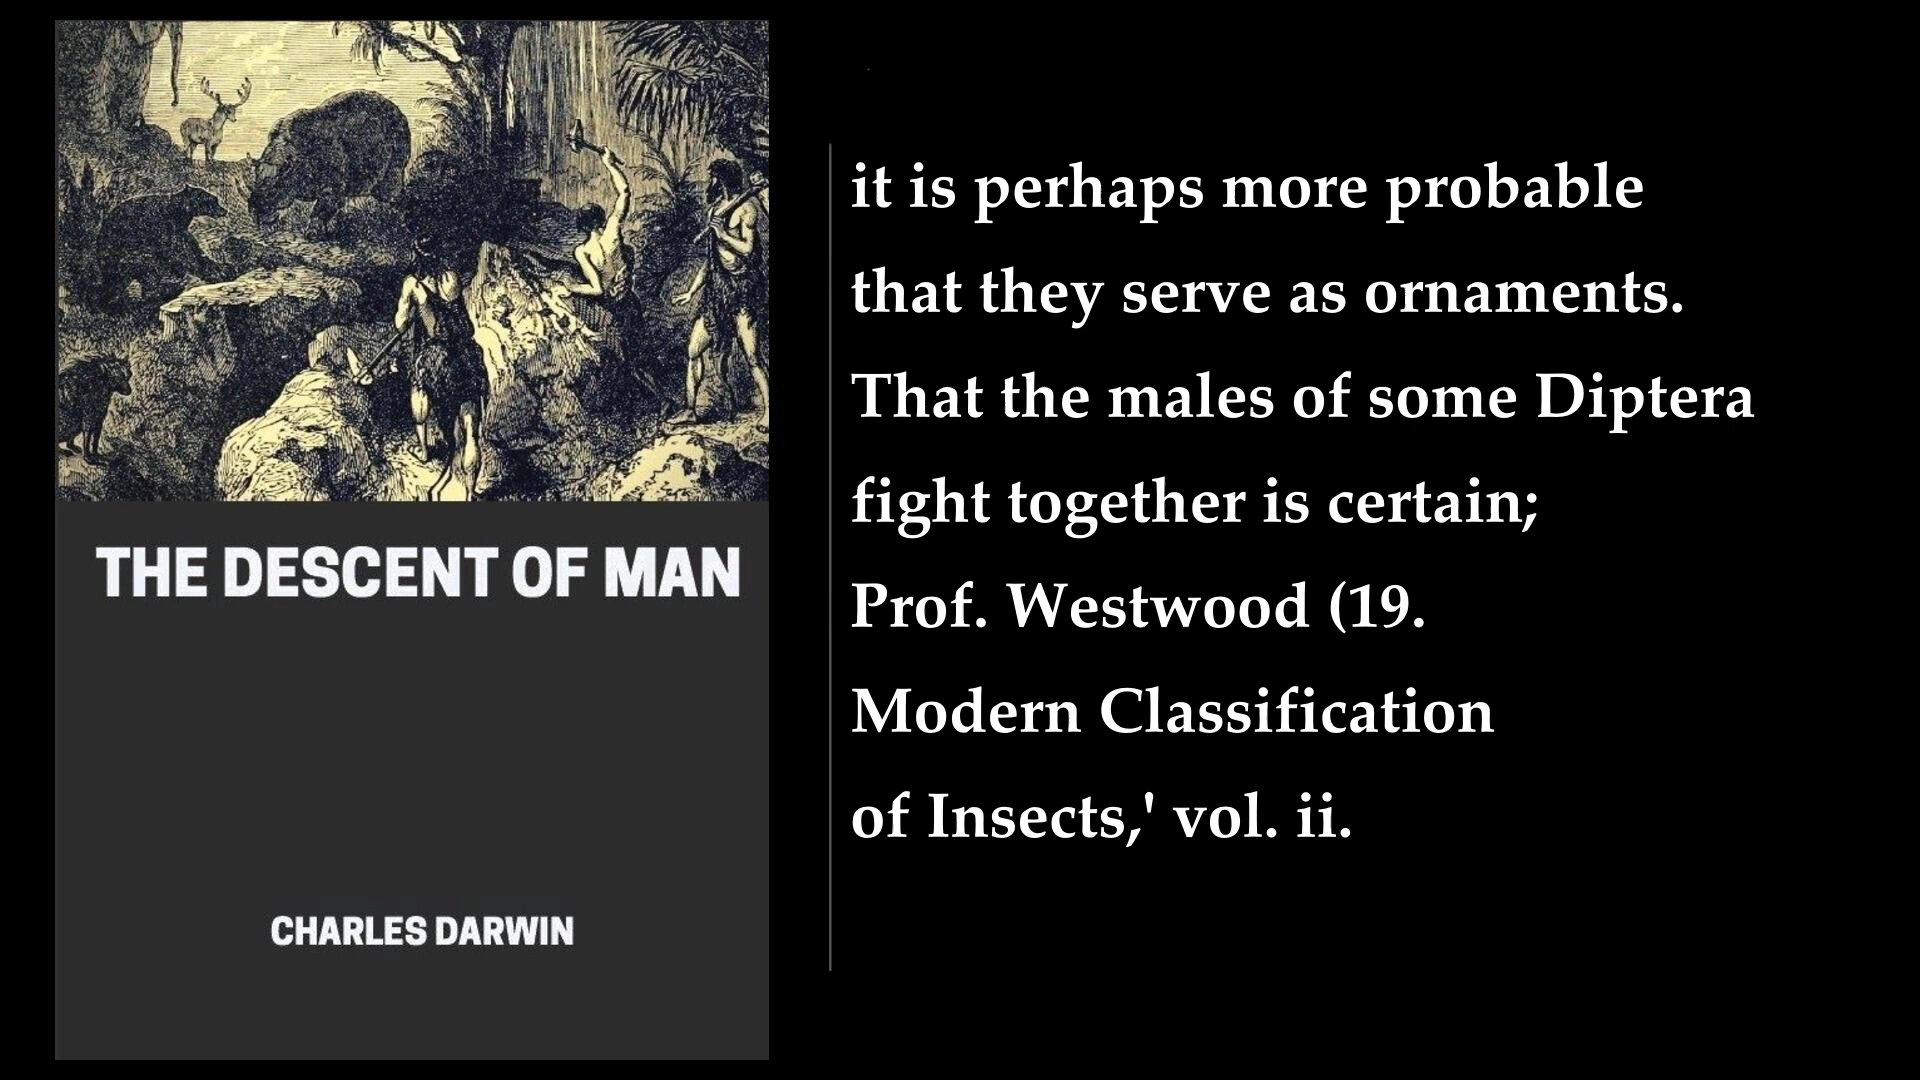 THE DESCENT OF MAN
CHARLES DARWIN
it is perhaps more probable
that they serve as ornaments.
That the males of some Diptera
fight together is certain;
Prof. Westwood (19.
Modern Classification
of Insects,' vol. ii.